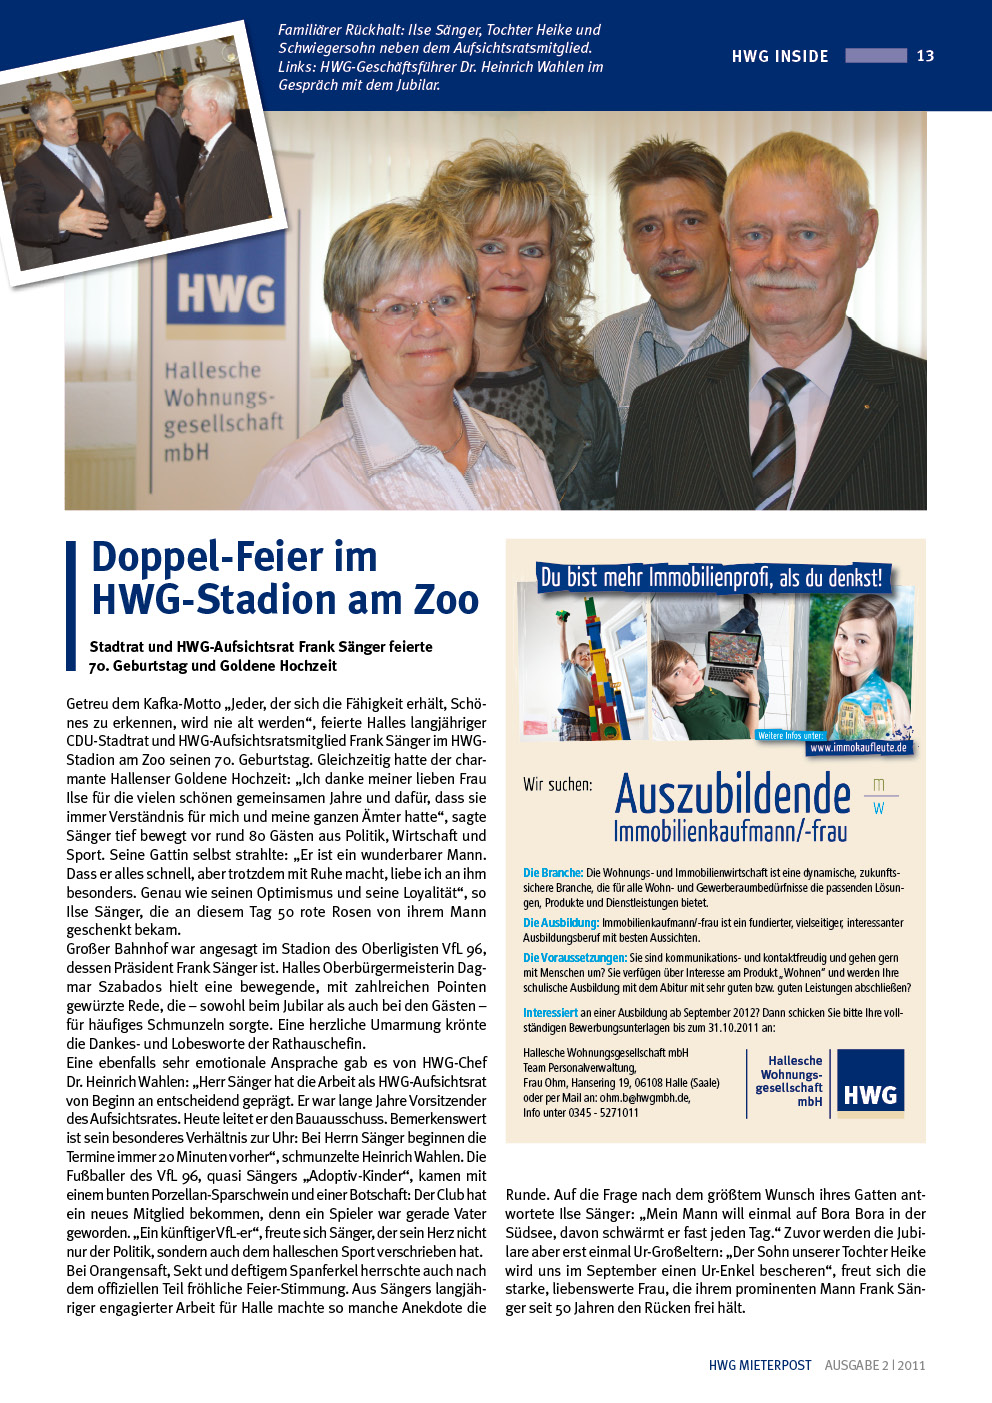 Familiärer Rückhalt: Ilse Sänger, Tochter Heike und
Schwiegersohn neben dem Aufsichtsratsmitglied.
Links: HWG-Geschäftsführer Dr. Heinrich Wahlen im
Gespräch mit dem Jubilar.
HWG INSIDE 13
HWG
Hallesche
Wohnungs-
gesellschaft
mbH
Doppel-Feier im
HWG-Stadion am Zoo
Stadtrat und HWG-Aufsichtsrat Frank Sänger feierte
70. Geburtstag und Goldene Hochzeit
Getreu dem Kafka-Motto „Jeder, der sich die Fähigkeit erhält, Schö-
nes zu erkennen, wird nie alt werden“, feierte Halles langjähriger
CDU-Stadtrat und HWG-Aufsichtsratsmitglied Frank Sänger im HWG-
Stadion am Zoo seinen 70. Geburtstag. Gleichzeitig hatte der char-
mante Hallenser Goldene Hochzeit: „Ich danke meiner lieben Frau
Ilse für die vielen schönen gemeinsamen Jahre und dafür, dass sie
immer Verständnis für mich und meine ganzen Ämter hatte“, sagte
Sänger tief bewegt vor rund 80 Gästen aus Politik, Wirtschaft und
Sport. Seine Gattin selbst strahlte: „Er ist ein wunderbarer Mann.
Dass er alles schnell, aber trotzdem mit Ruhe macht, liebe ich an ihm
besonders. Genau wie seinen Optimismus und seine Loyalität“, so
Ilse Sänger, die an diesem Tag 50 rote Rosen von ihrem Mann
geschenkt bekam.
Großer Bahnhof war angesagt im Stadion des Oberligisten VfL 96,
dessen Präsident Frank Sänger ist. Halles Oberbürgermeisterin Dag-
mar Szabados hielt eine bewegende, mit zahlreichen Pointen
gewürzte Rede, die – sowohl beim Jubilar als auch bei den Gästen –
für häufiges Schmunzeln sorgte. Eine herzliche Umarmung krönte
die Dankes- und Lobesworte der Rathauschefin.
Eine ebenfalls sehr emotionale Ansprache gab es von HWG-Chef
Dr. Heinrich Wahlen: „Herr Sänger hat die Arbeit als HWG-Aufsichtsrat
von Beginn an entscheidend geprägt. Er war lange Jahre Vorsitzender
des Aufsichtsrates. Heute leitet er den Bauausschuss. Bemerkenswert
ist sein besonderes Verhältnis zur Uhr: Bei Herrn Sänger beginnen die
Termine immer 20 Minuten vorher“, schmunzelte Heinrich Wahlen. Die
Fußballer des VfL 96, quasi Sängers „Adoptiv-Kinder“, kamen mit
einem bunten Porzellan-Sparschwein und einer Botschaft: Der Club hat
ein neues Mitglied bekommen, denn ein Spieler war gerade Vater
geworden. „Ein künftiger VfL-er“, freute sich Sänger, der sein Herz nicht
nur der Politik, sondern auch dem halleschen Sport verschrieben hat.
Bei Orangensaft, Sekt und deftigem Spanferkel herrschte auch nach
dem offiziellen Teil fröhliche Feier-Stimmung. Aus Sängers langjäh-
riger engagierter Arbeit für Halle machte so manche Anekdote die
Du bist mehr Immobilienprofi, als du denkst!
Weitere Infos unter:
www.immokaufleute.de
Wir suchen:
Auszubildende m
w
Immobilienkaufmann/-frau
Die Branche: Die Wohnungs- und Immobilienwirtschaft ist eine dynamische, zukunfts-
sichere Branche, die für alle Wohn- und Gewerberaumbedürfnisse die passenden Lösun-
gen, Produkte und Dienstleistungen bietet.
Die Ausbildung: Immobilienkaufmann/-frau ist ein fundierter, vielseitiger, interessanter
Ausbildungsberuf mit besten Aussichten.
Die Voraussetzungen: Sie sind kommunikations- und kontaktfreudig und gehen gern
mit Menschen um? Sie verfügen über Interesse am Produkt „Wohnen“ und werden Ihre
schulische Ausbildung mit dem Abitur mit sehr guten bzw. guten Leistungen abschließen?
Interessiert an einer Ausbildung ab September 2012? Dann schicken Sie bitte Ihre voll-
ständigen Bewerbungsunterlagen bis zum 31.10.2011 an:
Hallesche Wohnungsgesellschaft mbH
Team Personalverwaltung,
Frau Ohm, Hansering 19, 06108 Halle (Saale)
oder per Mail an: ohm.b@hwgmbh.de,
Info unter 0345 - 5271011
Hallesche
Wohnungs-
gesellschaft
mbH
HWG
Runde. Auf die Frage nach dem größtem Wunsch ihres Gatten ant-
wortete Ilse Sänger: „Mein Mann will einmal auf Bora Bora in der
Südsee, davon schwärmt er fast jeden Tag.“ Zuvor werden die Jubi-
lare aber erst einmal Ur-Großeltern: „Der Sohn unserer Tochter Heike
wird uns im September einen Ur-Enkel bescheren“, freut sich die
starke, liebenswerte Frau, die ihrem prominenten Mann Frank Sän-
ger seit 50 Jahren den Rücken frei hält.
HWG MIETERPOST AUSGABE 2 | 2011